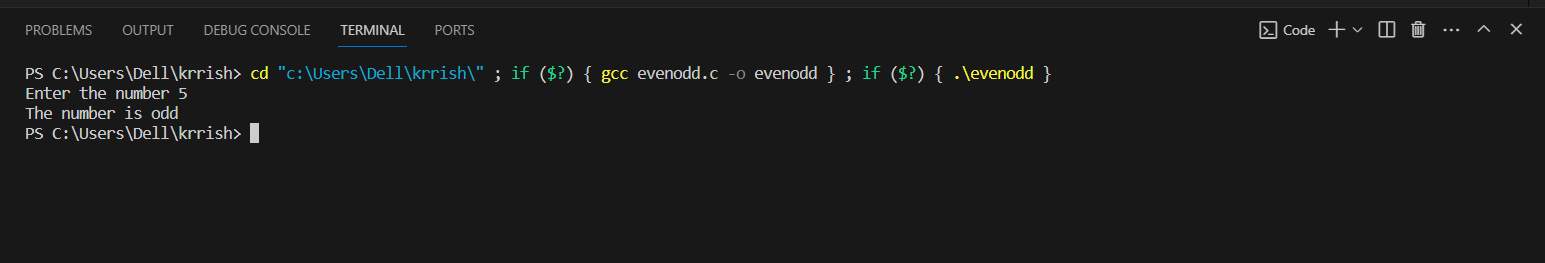 PROBLEMS OUTPUT DEBUG CONSOLE TERMINAL PORTS Code
PS C:\Users\Dell\krrish> cd "c:\Users\Dell\krrish\" ; if ($?) { gcc evenodd.c -o evenodd } ; if ($?) { .\evenodd }
Enter the number 5
The number is odd
PS C:\Users\Dell\krrish>